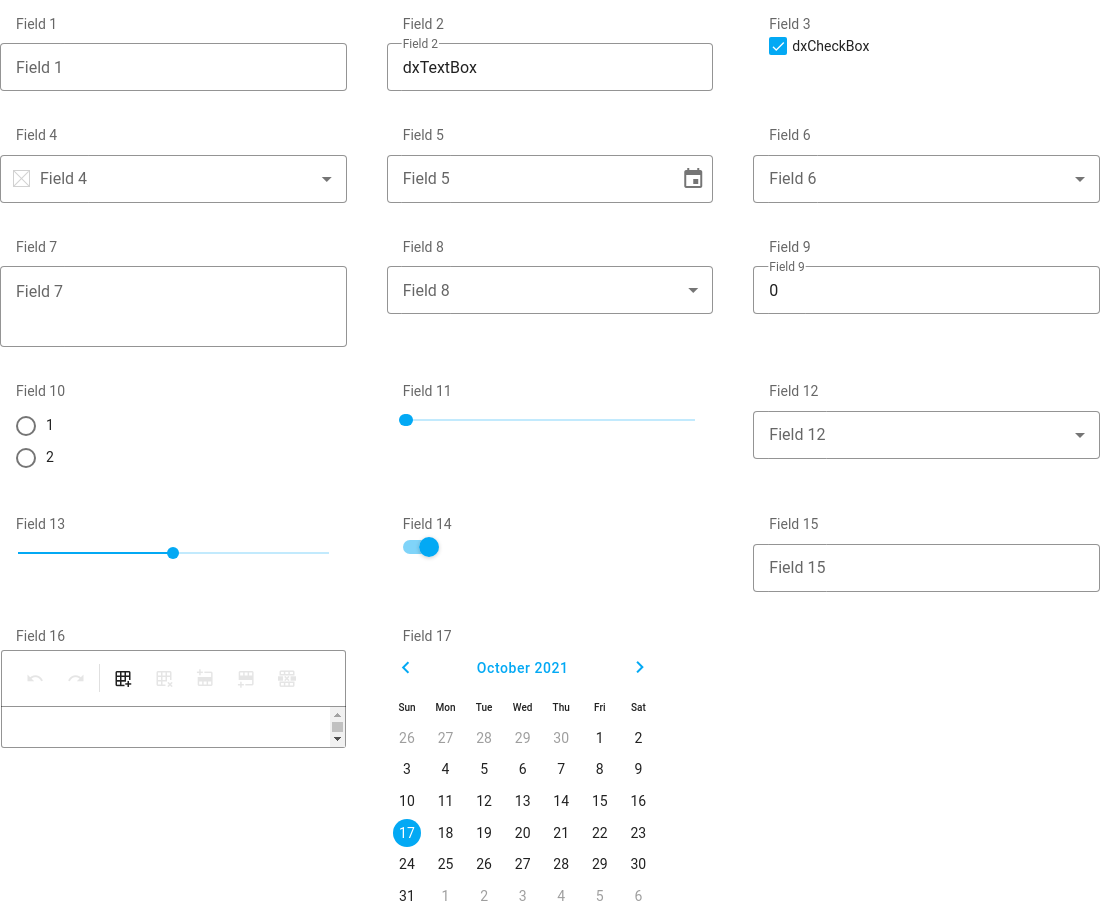 Field 1
Field 2
Field 3
Field 1
Field 2
dxTextBox
dxCheckBox
Field 4
Field 5
Field 6
Field 4
Field 5
Field 6
Field 7
Field 8
Field 9
Field 7
Field 8
Field 9
0
Field 10
Field 11
Field 12
1
2
Field 12
Field 13
Field 14
Field 15
Field 15
Field 16
Field 17
October 2021
Sun Mon Tue Wed Thu Fri Sat
26 27 28 29 30 1 2
3 4 5 6 7 8 9
10 11 12 13 14 15 16
17 18 19 20 21 22 23
24 25 26 27 28 29 30
31 1 2 3 4 5 6